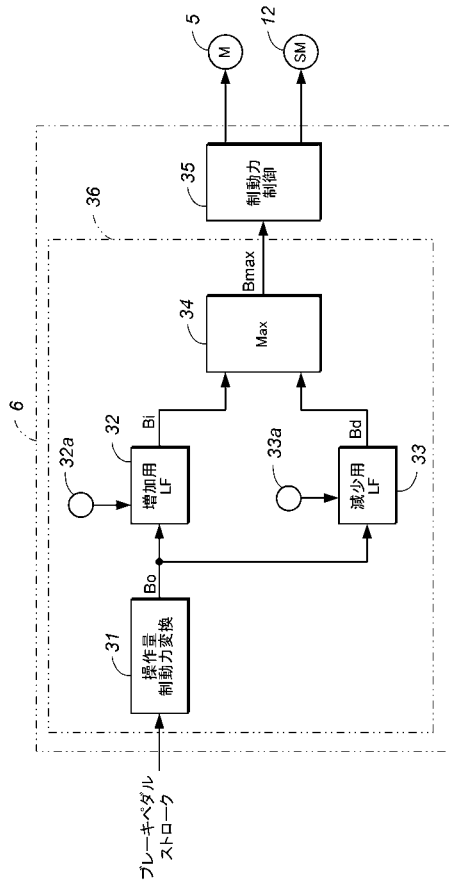 6
36
ブレーキペダル
ストローク
31
操作量
制動力変換
Bo
32a
32
増加用
LF
Bi
33a
33
減少用
LF
Bd
34
Max
Bmax
35
制動力
制御
5
M
12
SM